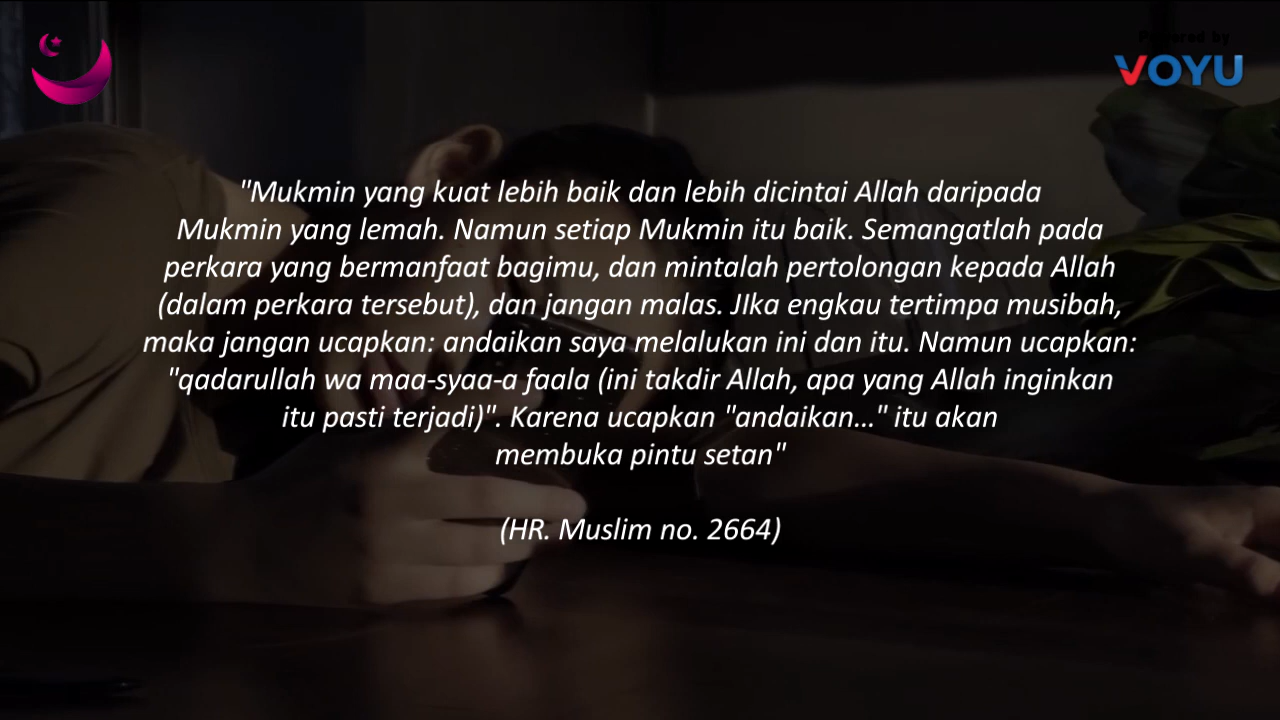 Powered by
VOYU
"Mukmin yang kuat lebih baik dan lebih dicintai Allah daripada
Mukmin yang lemah. Namun setiap Mukmin itu baik. Semangatlah pada
perkara yang bermanfaat bagimu, dan mintalah pertolongan kepada Allah
(dalam perkara tersebut), dan jangan malas. JIka engkau tertimpa musibah,
maka jangan ucapkan: andaikan saya melalukan ini dan itu. Namun ucapkan:
"qadarullah wa maa-syaa-a faala (ini takdir Allah, apa yang Allah inginkan
itu pasti terjadi)". Karena ucapkan "andaikan..." itu akan
membuka pintu setan"
(HR. Muslim no. 2664)